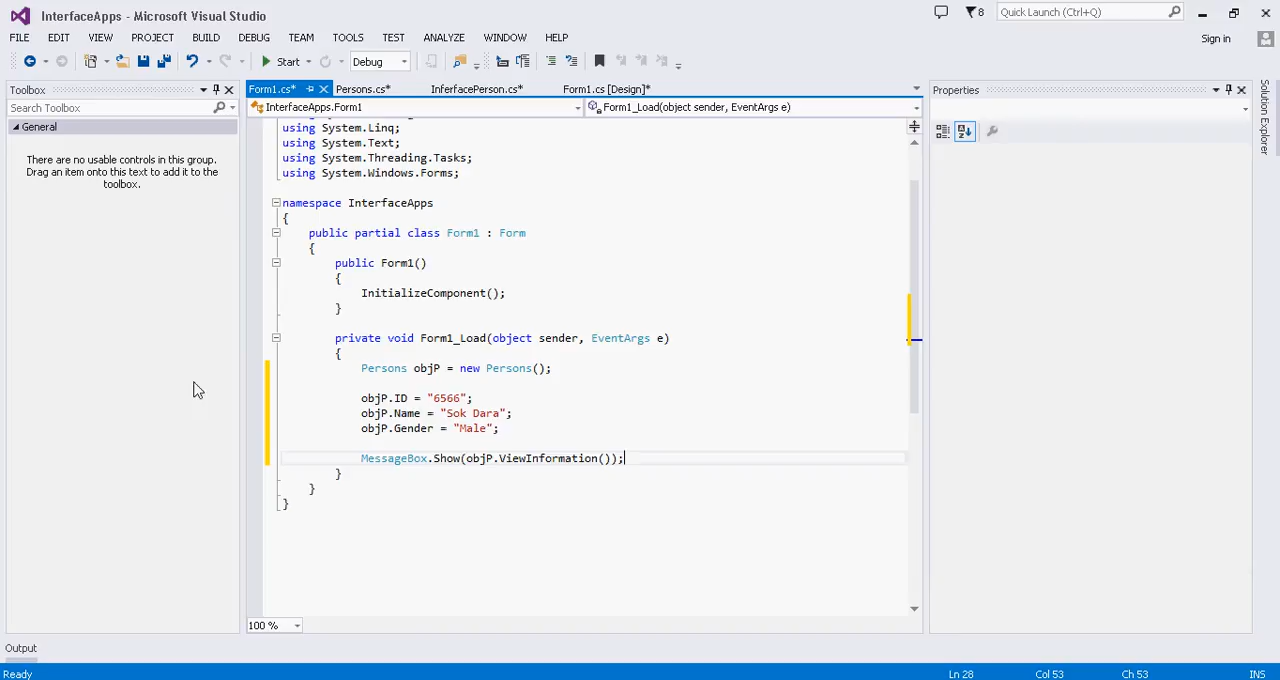 InterfaceApps - Microsoft Visual Studio
8
Quick Launch (Ctrl+Q)
FILE EDIT VIEW PROJECT BUILD DEBUG TEAM TOOLS TEST ANALYZE WINDOW HELP
Sign in
Start Debug
Toolbox
Search Toolbox
General
There are no usable controls in this group.
Drag an item onto this text to add it to the
toolbox.
Form1.cs* Persons.cs* InterfacePerson.cs* Form1.cs [Design]*
InterfaceApps.Form1 Form1_Load(object sender, EventArgs e)
using System.Linq;
using System.Text;
using System.Threading.Tasks;
using System.Windows.Forms;
namespace InterfaceApps
{
public partial class Form1 : Form
{
public Form1()
{
InitializeComponent();
}
private void Form1_Load(object sender, EventArgs e)
{
Persons objP = new Persons();
objP.ID = "6566";
objP.Name = "Sok Dara";
objP.Gender = "Male";
MessageBox.Show(objP.ViewInformation());
}
}
}
100 %
Properties
Solution Explorer
Output
Ready Ln 28 Col 53 Ch 53 INS